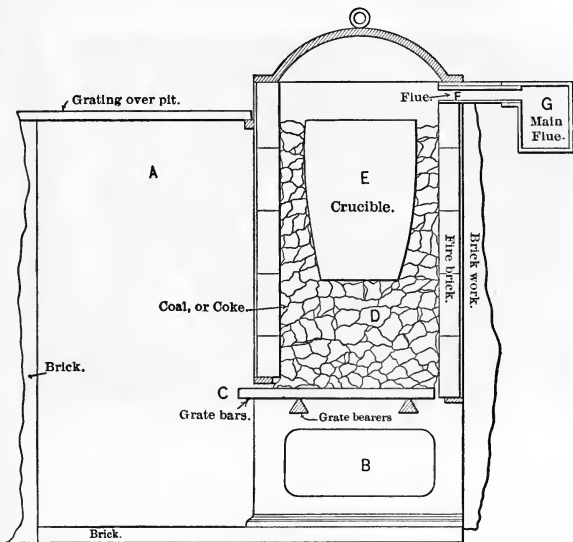 Grating over pit.
Flue.
F
G
Main
Flue.
A
E
Crucible.
Fire brick.
Brick work.
Coal, or Coke.
D
Brick.
C
Grate bars.
Grate bearers
B
Brick.